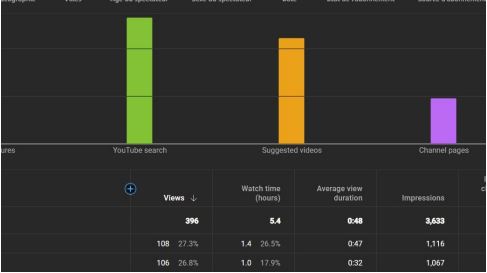 YouTube search Suggested videos Channel pages
Views ↓ Watch time (hours) Average view duration Impressions
396 5.4 0:48 3,633
108 27.3% 1.4 26.5% 0:47 1,116
106 26.8% 1.0 17.9% 0:32 1,067